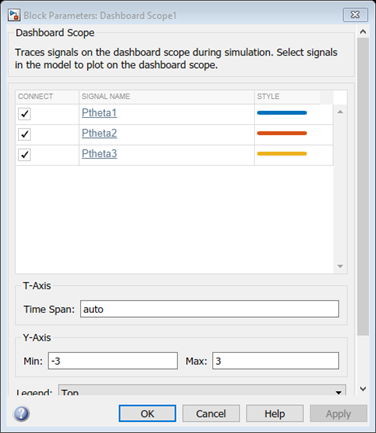 Block Parameters: Dashboard Scope1
Dashboard Scope
Traces signals on the dashboard scope during simulation. Select signals
in the model to plot on the dashboard scope.
CONNECT SIGNAL NAME STYLE
Ptheta1
Ptheta2
Ptheta3
T-Axis
Time Span: auto
Y-Axis
Min: -3 Max: 3
Legend: Top
OK Cancel Help Apply